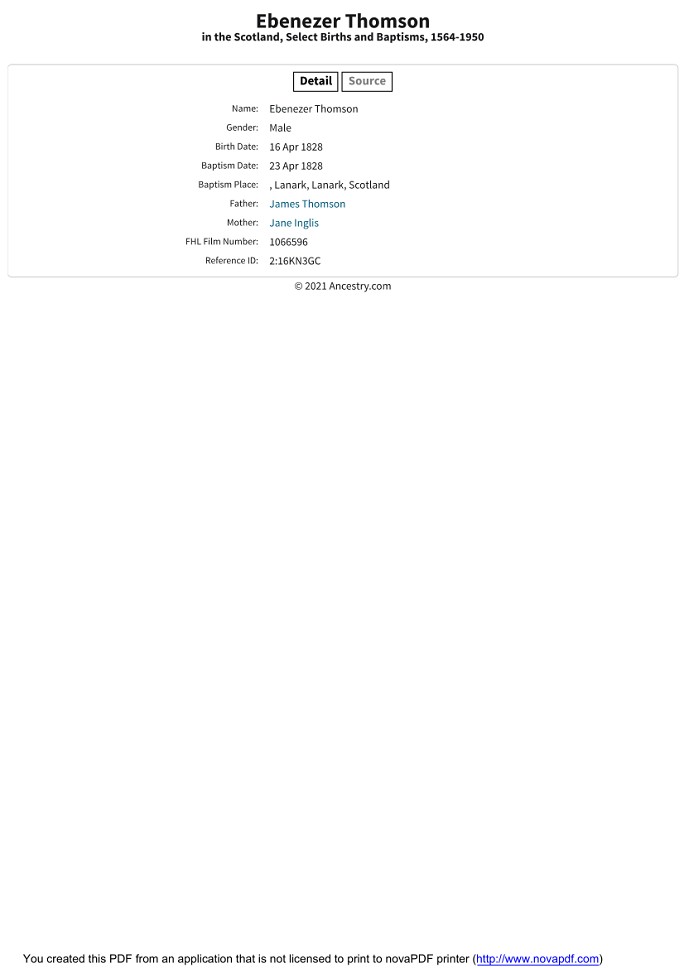 Ebenezer Thomson
in the Scotland, Select Births and Baptisms, 1564-1950
Detail Source
Name: Ebenezer Thomson
Gender: Male
Birth Date: 16 Apr 1828
Baptism Date: 23 Apr 1828
Baptism Place: , Lanark, Lanark, Scotland
Father: James Thomson
Mother: Jane Inglis
FHL Film Number: 1066596
Reference ID: 2:16KN3GC
© 2021 Ancestry.com
You created this PDF from an application that is not licensed to print to novaPDF printer (http://www.novapdf.com)